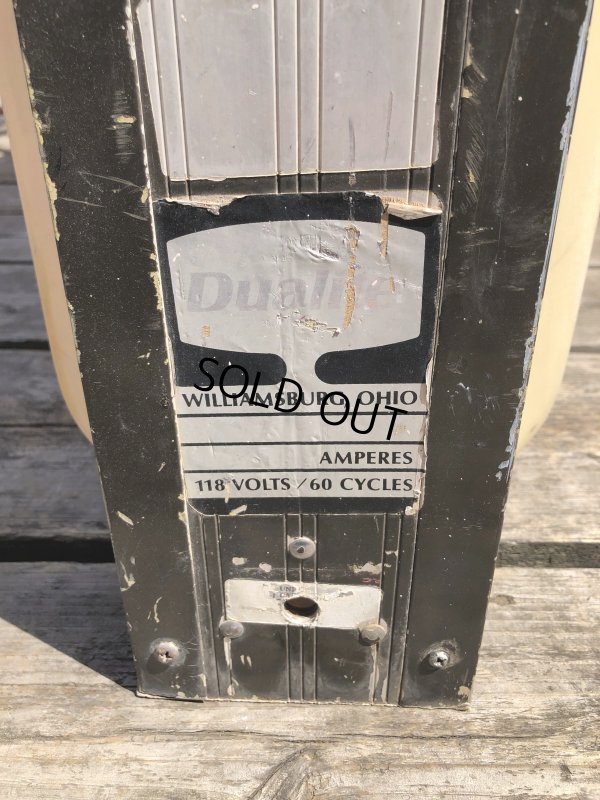 Dualite
SOLD OUT
WILLIAMSBURG, OHIO
AMPERES
118 VOLTS / 60 CYCLES